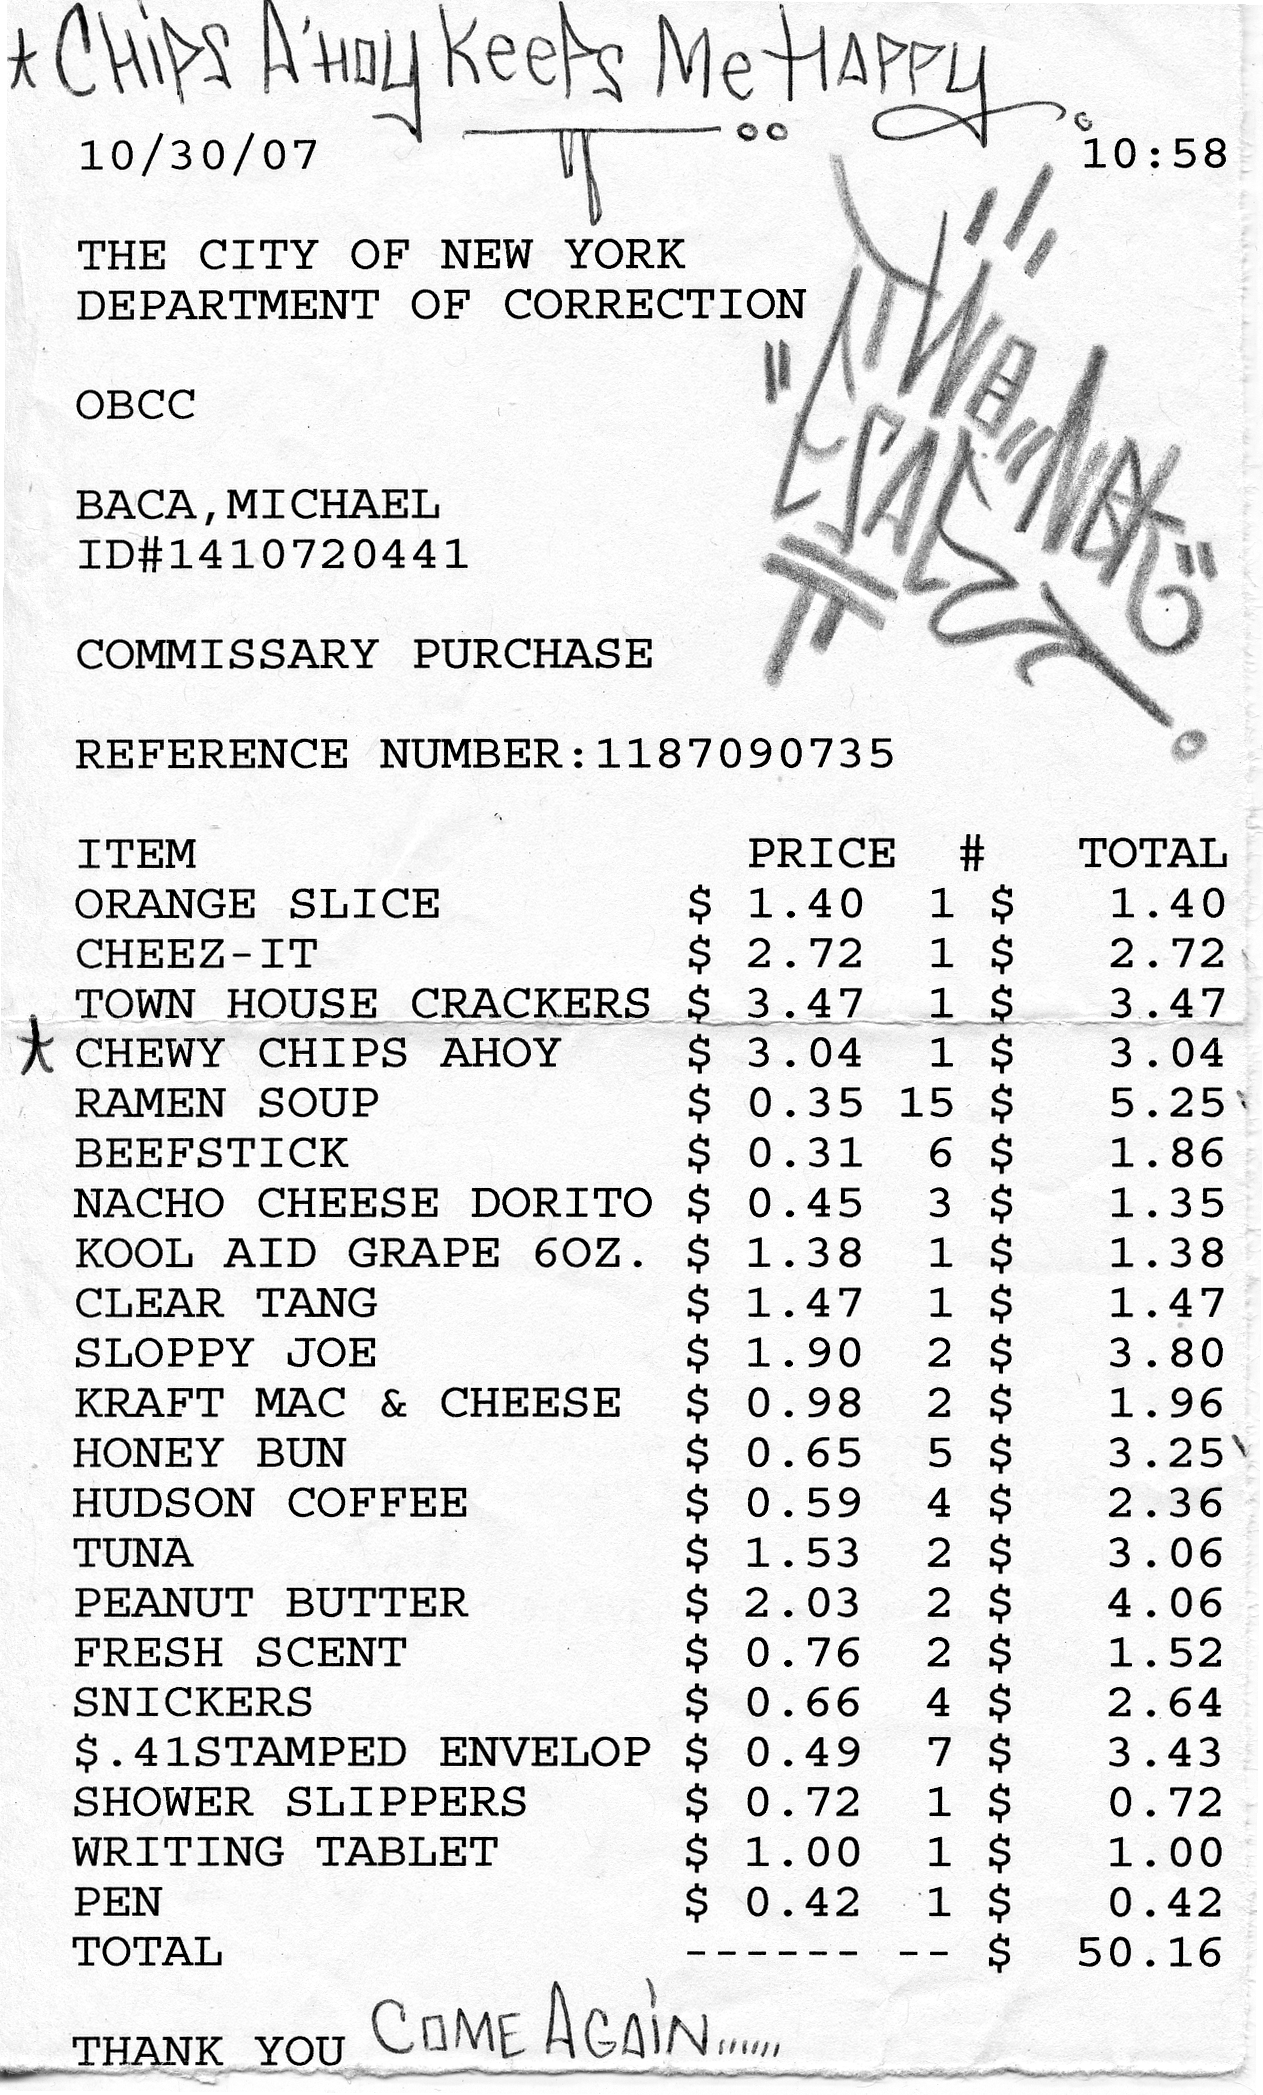 * CHiPS A'HOY KeePS Me HAPPY
10/30/07 10:58
THE CITY OF NEW YORK
DEPARTMENT OF CORRECTION
OBCC
BACA,MICHAEL
ID#1410720441
COMMISSARY PURCHASE
REFERENCE NUMBER:1187090735
ITEM PRICE # TOTAL
ORANGE SLICE $ 1.40 1 $ 1.40
CHEEZ-IT $ 2.72 1 $ 2.72
TOWN HOUSE CRACKERS $ 3.47 1 $ 3.47
* CHEWY CHIPS AHOY $ 3.04 1 $ 3.04
RAMEN SOUP $ 0.35 15 $ 5.25
BEEFSTICK $ 0.31 6 $ 1.86
NACHO CHEESE DORITO $ 0.45 3 $ 1.35
KOOL AID GRAPE 6OZ. $ 1.38 1 $ 1.38
CLEAR TANG $ 1.47 1 $ 1.47
SLOPPY JOE $ 1.90 2 $ 3.80
KRAFT MAC & CHEESE $ 0.98 2 $ 1.96
HONEY BUN $ 0.65 5 $ 3.25
HUDSON COFFEE $ 0.59 4 $ 2.36
TUNA $ 1.53 2 $ 3.06
PEANUT BUTTER $ 2.03 2 $ 4.06
FRESH SCENT $ 0.76 2 $ 1.52
SNICKERS $ 0.66 4 $ 2.64
$.41STAMPED ENVELOP $ 0.49 7 $ 3.43
SHOWER SLIPPERS $ 0.72 1 $ 0.72
WRITING TABLET $ 1.00 1 $ 1.00
PEN $ 0.42 1 $ 0.42
TOTAL ------ -- $ 50.16
THANK YOU COME AGAiN......